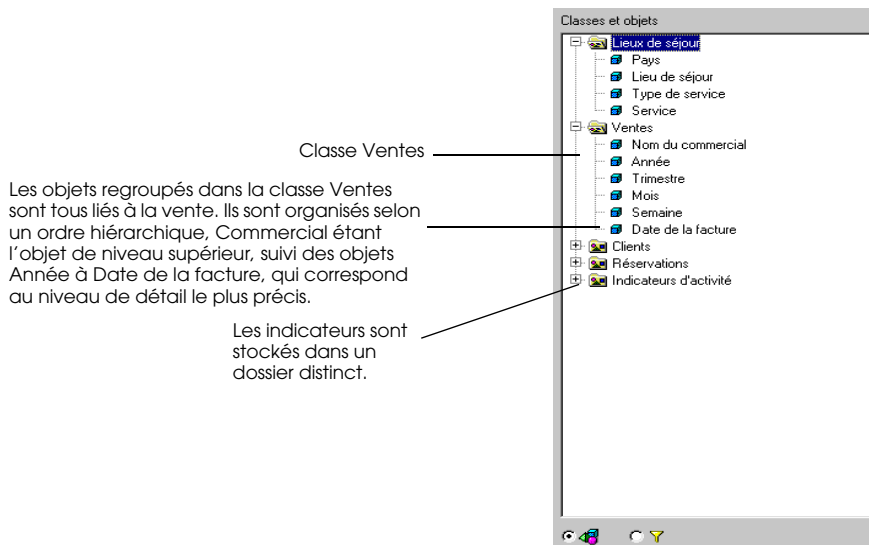 Classes et objets
Lieux de séjour
Pays
Lieu de séjour
Type de service
Service
Ventes
Nom du commercial
Année
Trimestre
Mois
Semaine
Date de la facture
Clients
Réservations
Indicateurs d'activité
Classe Ventes
Les objets regroupés dans la classe Ventes
sont tous liés à la vente. Ils sont organisés selon
un ordre hiérarchique, Commercial étant
l'objet de niveau supérieur, suivi des objets
Année à Date de la facture, qui correspond
au niveau de détail le plus précis.
Les indicateurs sont
stockés dans un
dossier distinct.